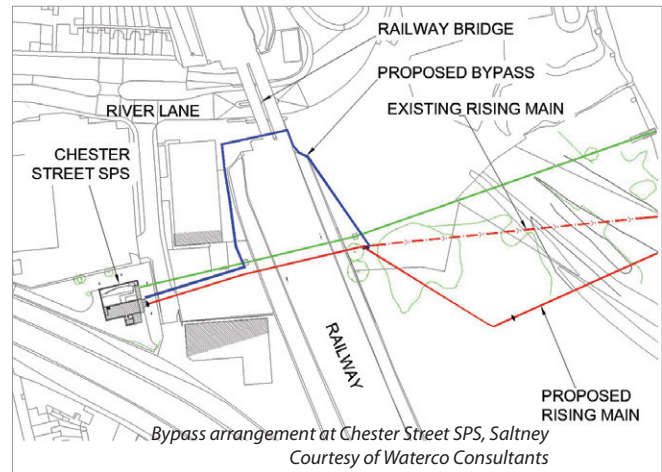 RAILWAY BRIDGE
PROPOSED BYPASS
EXISTING RISING MAIN
RIVER LANE
CHESTER
STREET SPS
RAILWAY
PROPOSED
RISING MAIN
Bypass arrangement at Chester Street SPS, Saltney
Courtesy of Waterco Consultants